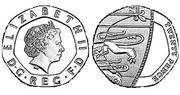 ELIZABETH II
D·G·REG·F·D
TWENTY PENCE